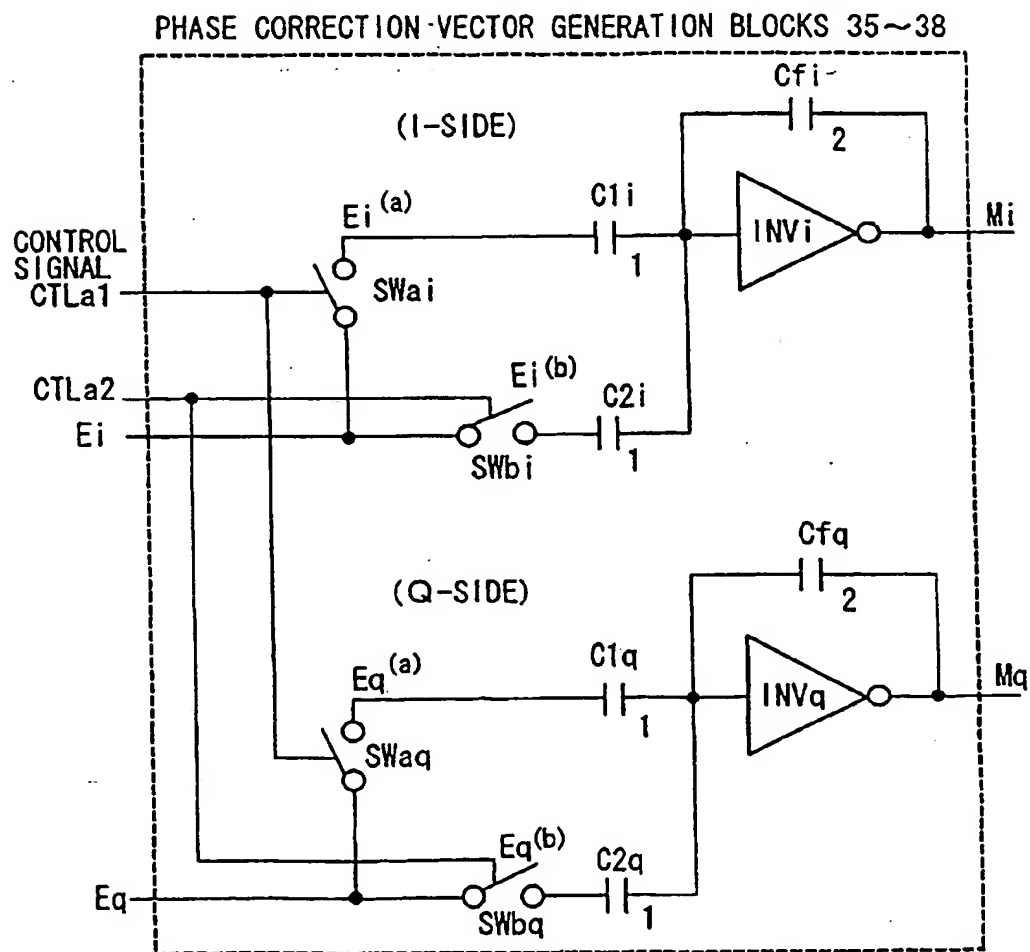 PHASE CORRECTION VECTOR GENERATION BLOCKS 35~38
Cfi
2
(I-SIDE)
Ei(a)
C1i
1
INVi
Mi
CONTROL
SIGNAL
CTLa1
SWai
CTLa2
Ei(b)
C2i
1
Ei
SWbi
Cfq
2
(Q-SIDE)
Eq(a)
C1q
1
INVq
Mq
SWaq
Eq(b)
C2q
1
Eq
SWbq